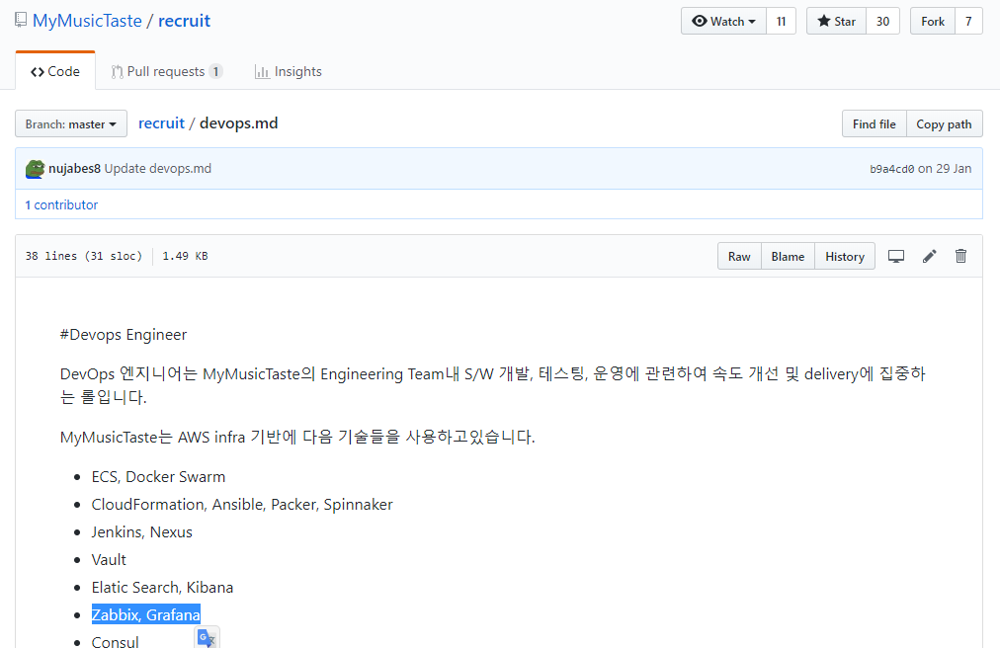 MyMusicTaste / recruit
Watch 11 Star 30 Fork 7
Code Pull requests 1 Insights
Branch: master recruit / devops.md Find file Copy path
nujabes8 Update devops.md b9a4cd0 on 29 Jan
1 contributor
38 lines (31 sloc) 1.49 KB Raw Blame History
#Devops Engineer
DevOps 엔지니어는 MyMusicTaste의 Engineering Team내 S/W 개발, 테스팅, 운영에 관련하여 속도 개선 및 delivery에 집중하
는 롤입니다.
MyMusicTaste는 AWS infra 기반에 다음 기술들을 사용하고있습니다.
ECS, Docker Swarm
CloudFormation, Ansible, Packer, Spinnaker
Jenkins, Nexus
Vault
Elatic Search, Kibana
Zabbix, Grafana
Consul